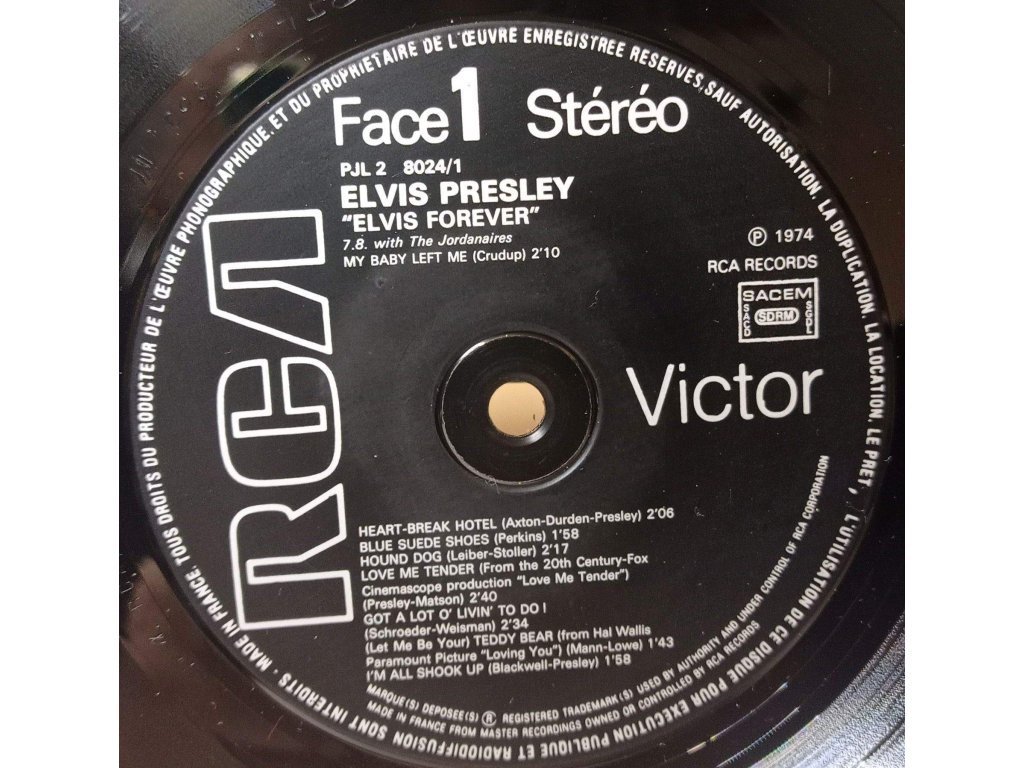 Face 1 Stéréo
PJL 2 8024/1
ELVIS PRESLEY
"ELVIS FOREVER"
7.8. with The Jordanaires
MY BABY LEFT ME (Crudup) 2'10
℗ 1974
RCA RECORDS
SACEM
SACD
SDRM
SGDL
RCA
Victor
HEART-BREAK HOTEL (Axton-Durden-Presley) 2'06
BLUE SUEDE SHOES (Perkins) 1'58
HOUND DOG (Leiber-Stoller) 2'17
LOVE ME TENDER (From the 20th Century-Fox
Cinemascope production "Love Me Tender")
(Presley-Matson) 2'40
GOT A LOT O' LIVIN' TO DO !
(Schroeder-Weisman) 2'34
(Let Me Be Your) TEDDY BEAR (from Hal Wallis
Paramount Picture "Loving You") (Mann-Lowe) 1'43
I'M ALL SHOOK UP (Blackwell-Presley) 1'58
MARQUE(S) DEPOSEE(S) ® REGISTERED TRADEMARK(S) USED BY AUTHORITY AND UNDER CONTROL OF RCA CORPORATION
MADE IN FRANCE FROM MASTER RECORDINGS OWNED OR CONTROLLED BY RCA RECORDS
MADE IN FRANCE. TOUS DROITS DU PRODUCTEUR DE L'ŒUVRE PHONOGRAPHIQUE. ET DU PROPRIETAIRE DE L'ŒUVRE ENREGISTREE RESERVES, SAUF AUTORISATION. LA DUPLICATION. LA LOCATION. LE PRET, L'UTILISATION DE CE DISQUE POUR EXECUTION PUBLIQUE ET RADIODIFFUSION SONT INTERDITS ·